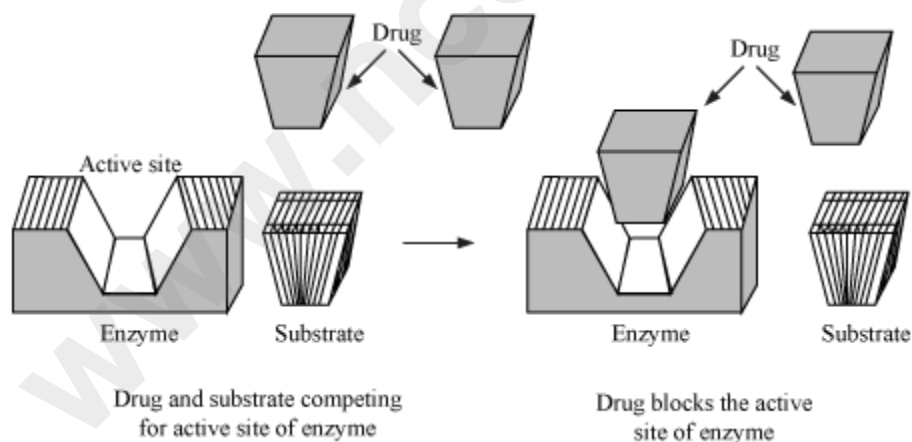 Drug
Drug
Active site
Enzyme
Substrate
Enzyme
Substrate
Drug and substrate competing
for active site of enzyme
Drug blocks the active
site of enzyme